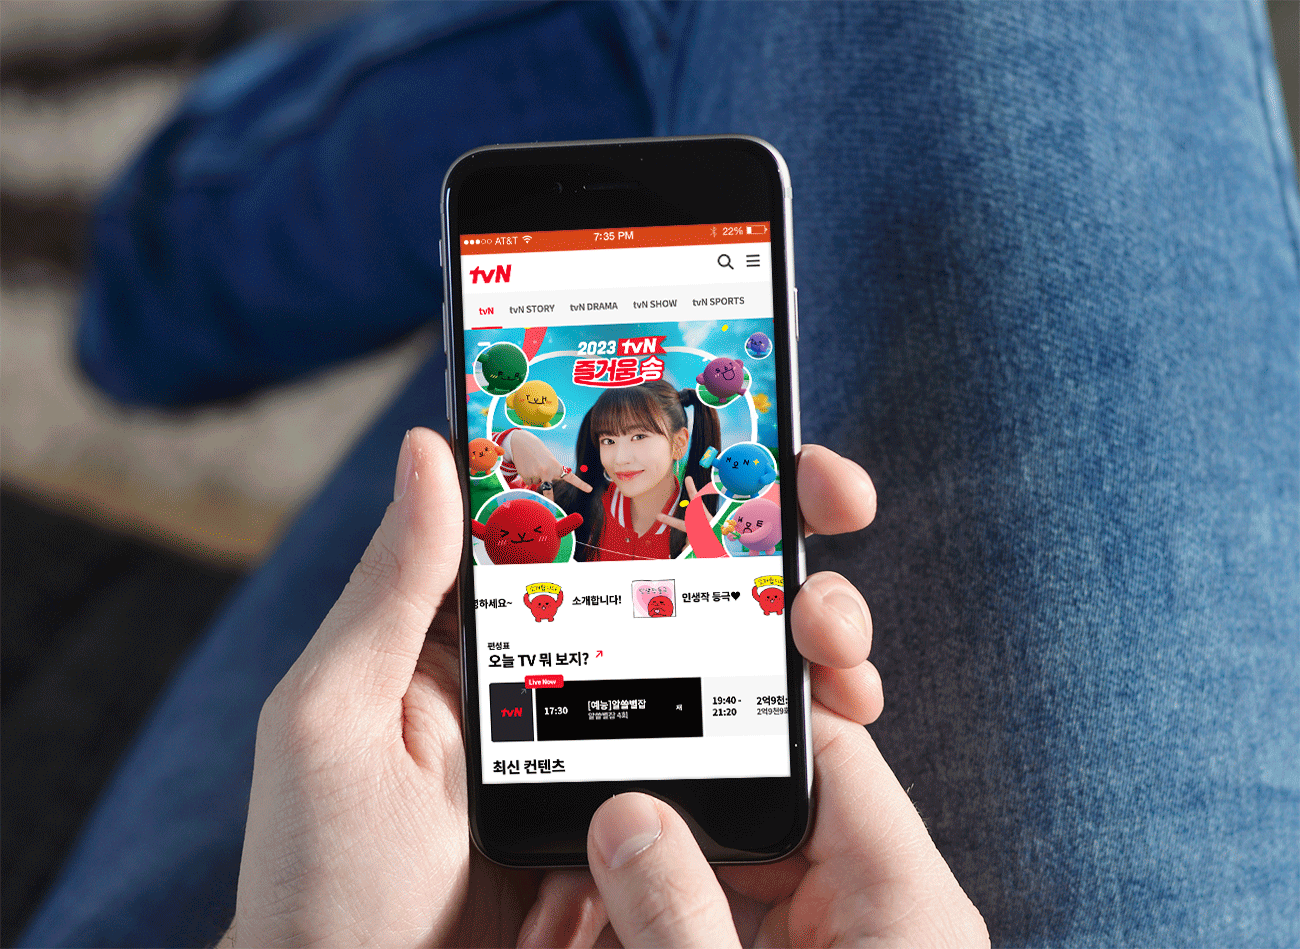 AT&T 7:35 PM 22%
tvN
tvN tvN STORY tvN DRAMA tvN SHOW tvN SPORTS
2023 tvN
즐거움 송
하세요~ 소개합니다! 인생작 등극♥
편성표
오늘 TV 뭐 보지?
Live Now
tvN 17:30 [예능]알쓸별잡
알쓸별잡 4회
19:40 - 21:20
2억9천
2억9천9
최신 컨텐츠